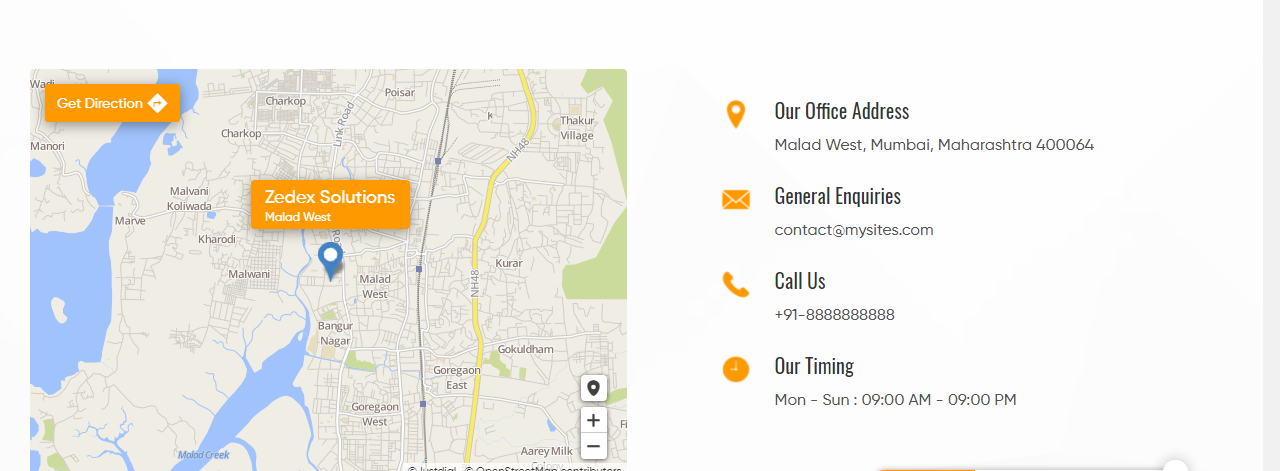 Wadi
Get Direction
Charkop
Poisar
Link Road
K
Charkop
Thakur
Village
NH48
Manori
Malvani
Koliwada
Zedex Solutions
Malad West
Marve
Kharodi
Malwani
Malad
West
Kurar
NH48
Bangur
Nagar
Gokuldham
Goregaon
East
Goregaon
West
Aarey Milk
Malad Creek
© Justdial, © OpenStreetMap contributors
Our Office Address
Malad West, Mumbai, Maharashtra 400064
General Enquiries
contact@mysites.com
Call Us
+91-8888888888
Our Timing
Mon - Sun : 09:00 AM - 09:00 PM